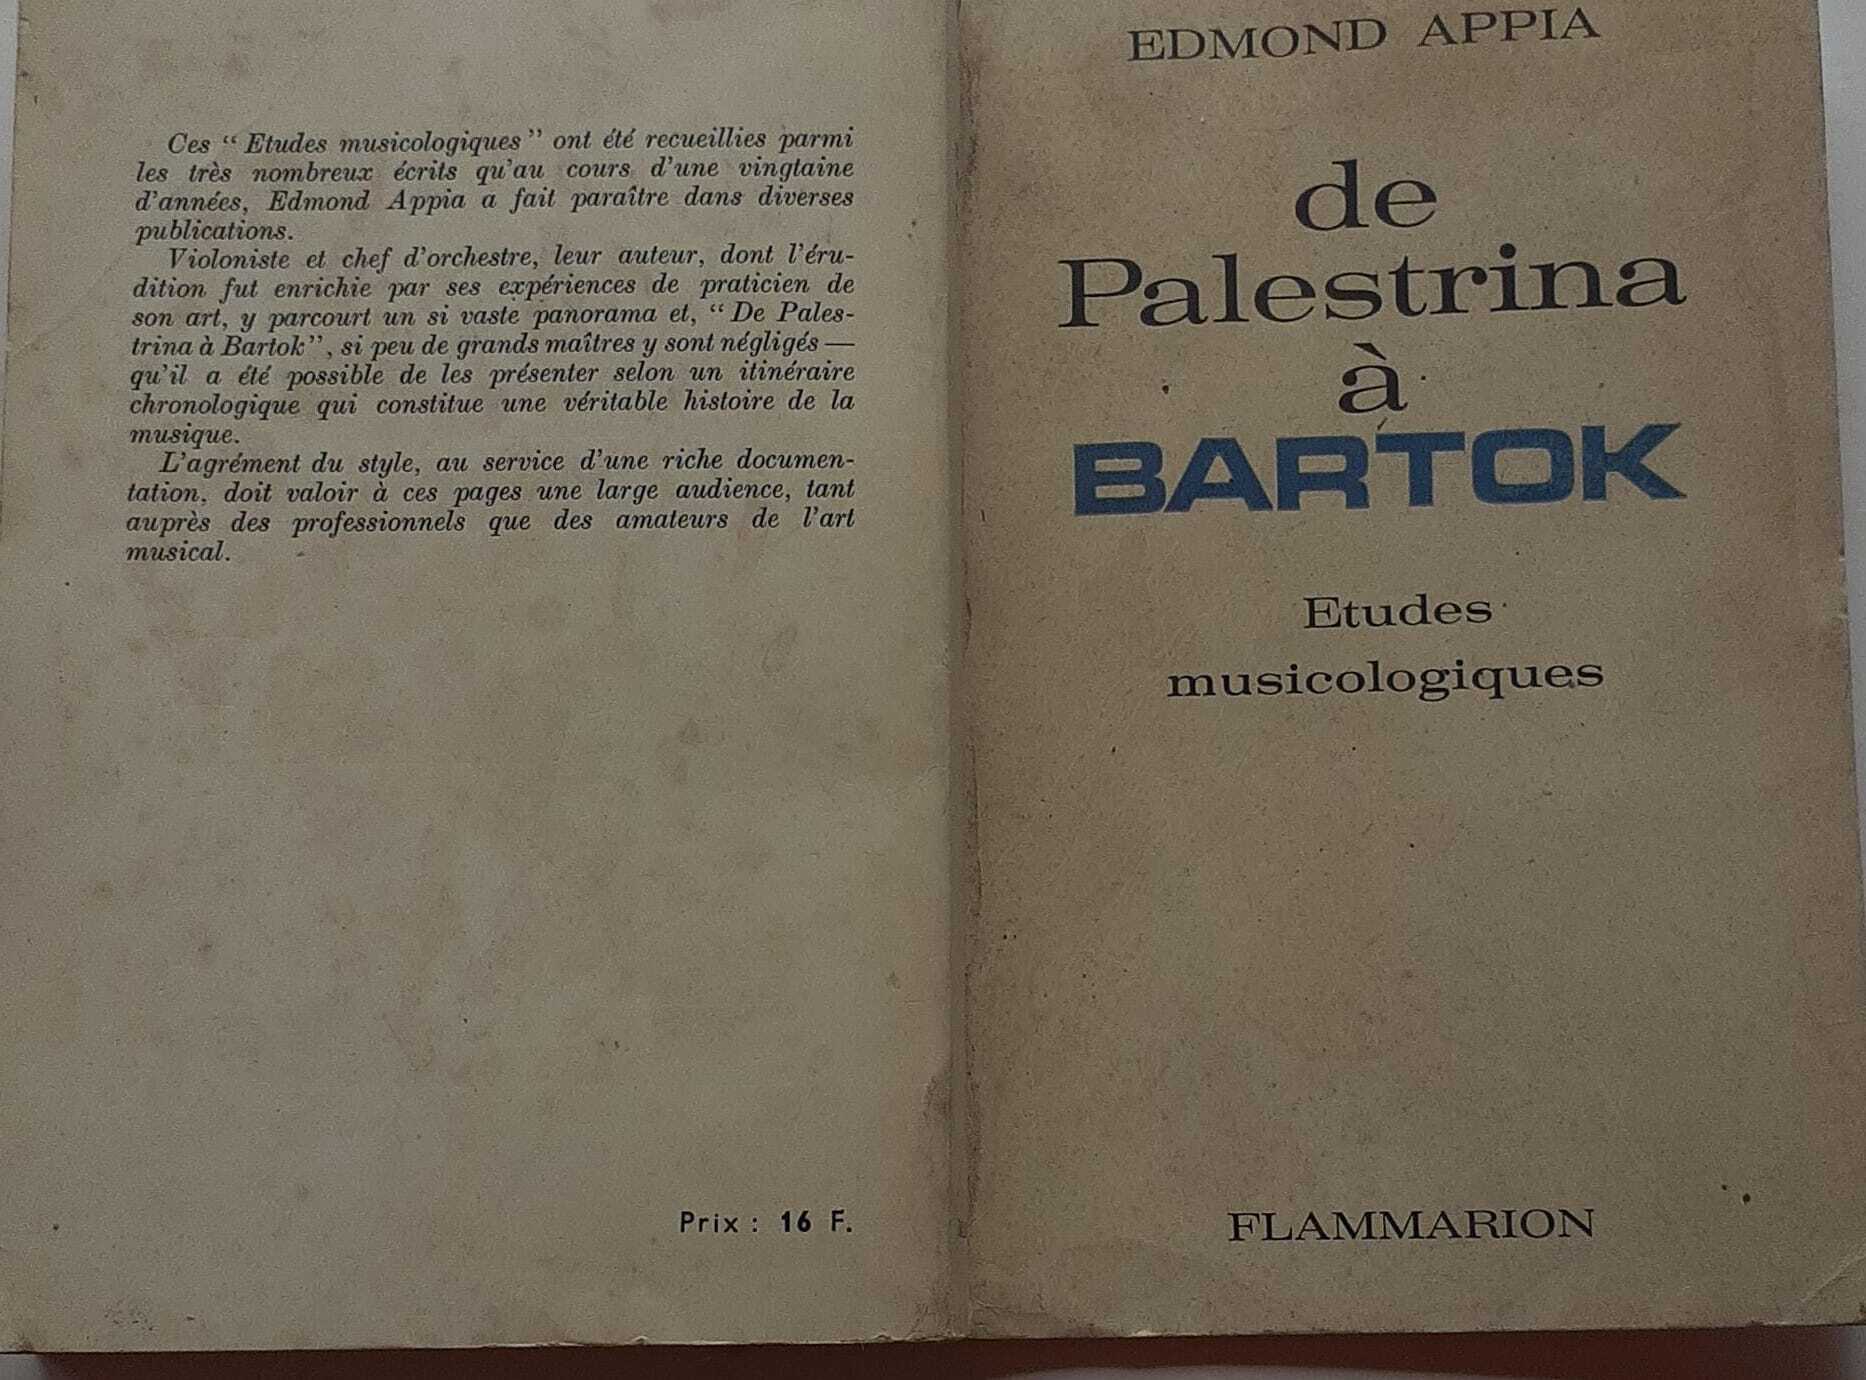 Ces “ Etudes musicologiques ” ont été recueillies parmi
les très nombreux écrits qu'au cours d'une vingtaine
d'années, Edmond Appia a fait paraître dans diverses
publications.
Violoniste et chef d'orchestre, leur auteur, dont l'éru-
dition fut enrichie par ses expériences de praticien de
son art, y parcourt un si vaste panorama et, “ De Pales-
trina à Bartok ”, si peu de grands maîtres y sont négligés —
qu'il a été possible de les présenter selon un itinéraire
chronologique qui constitue une véritable histoire de la
musique.
L'agrément du style, au service d'une riche documen-
tation, doit valoir à ces pages une large audience, tant
auprès des professionnels que des amateurs de l'art
musical.
Prix : 16 F.
EDMOND APPIA
de
Palestrina
à
BARTOK
Etudes
musicologiques
FLAMMARION